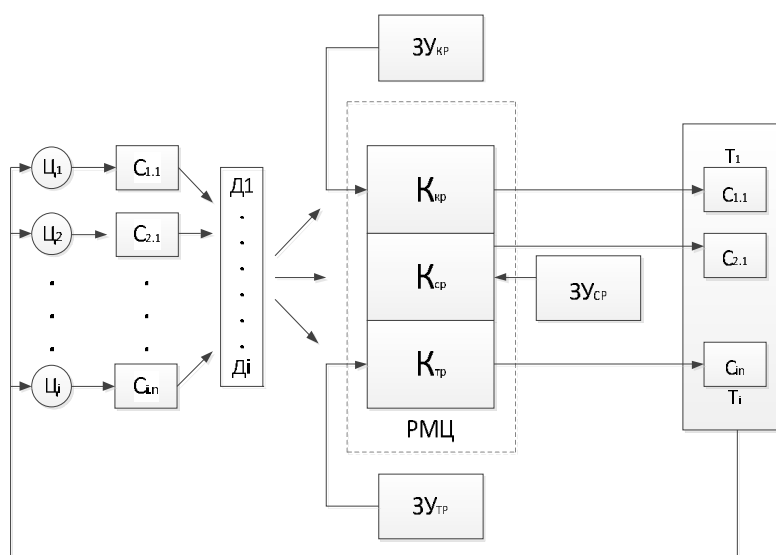 ЗУкр
Ц1
С1.1
Ц2
С2.1
Цi
Сi.n
Д1
Дi
Ккр
Кср
Ктр
РМЦ
ЗУСР
ЗУТР
Т1
С1.1
С2.1
Сin
Тi